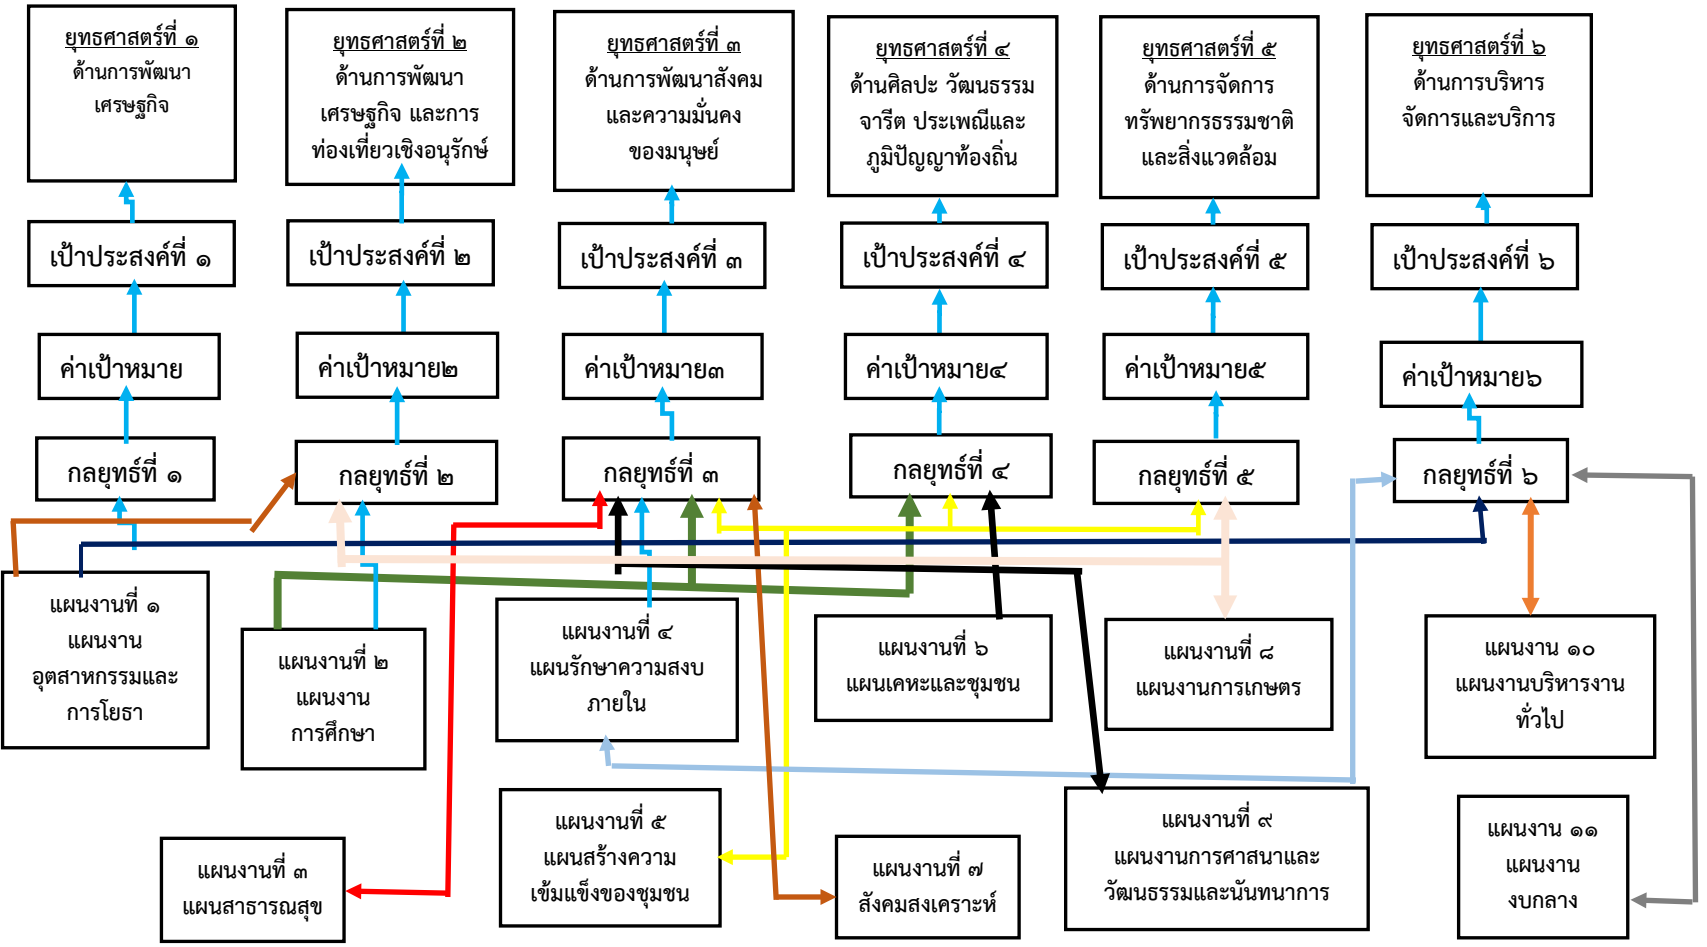 ยุทธศาสตร์ที่ ๑
ด้านการพัฒนา
เศรษฐกิจ
ยุทธศาสตร์ที่ ๒
ด้านการพัฒนา
เศรษฐกิจ และการ
ท่องเที่ยวเชิงอนุรักษ์
ยุทธศาสตร์ที่ ๓
ด้านการพัฒนาสังคม
และความมั่นคง
ของมนุษย์
ยุทธศาสตร์ที่ ๔
ด้านศิลปะ วัฒนธรรม
จารีต ประเพณีและ
ภูมิปัญญาท้องถิ่น
ยุทธศาสตร์ที่ ๕
ด้านการจัดการ
ทรัพยากรธรรมชาติ
และสิ่งแวดล้อม
ยุทธศาสตร์ที่ ๖
ด้านการบริหาร
จัดการและบริการ
เป้าประสงค์ที่ ๑
เป้าประสงค์ที่ ๒
เป้าประสงค์ที่ ๓
เป้าประสงค์ที่ ๔
เป้าประสงค์ที่ ๕
เป้าประสงค์ที่ ๖
ค่าเป้าหมาย
ค่าเป้าหมาย๒
ค่าเป้าหมาย๓
ค่าเป้าหมาย๔
ค่าเป้าหมาย๕
ค่าเป้าหมาย๖
กลยุทธ์ที่ ๑
กลยุทธ์ที่ ๒
กลยุทธ์ที่ ๓
กลยุทธ์ที่ ๔
กลยุทธ์ที่ ๕
กลยุทธ์ที่ ๖
แผนงานที่ ๑
แผนงาน
อุตสาหกรรมและ
การโยธา
แผนงานที่ ๒
แผนงาน
การศึกษา
แผนงานที่ ๔
แผนรักษาความสงบ
ภายใน
แผนงานที่ ๖
แผนเคหะและชุมชน
แผนงานที่ ๘
แผนงานการเกษตร
แผนงาน ๑๐
แผนงานบริหารงาน
ทั่วไป
แผนงานที่ ๓
แผนสาธารณสุข
แผนงานที่ ๕
แผนสร้างความ
เข้มแข็งของชุมชน
แผนงานที่ ๗
สังคมสงเคราะห์
แผนงานที่ ๙
แผนงานการศาสนาและ
วัฒนธรรมและนันทนาการ
แผนงาน ๑๑
แผนงาน
งบกลาง